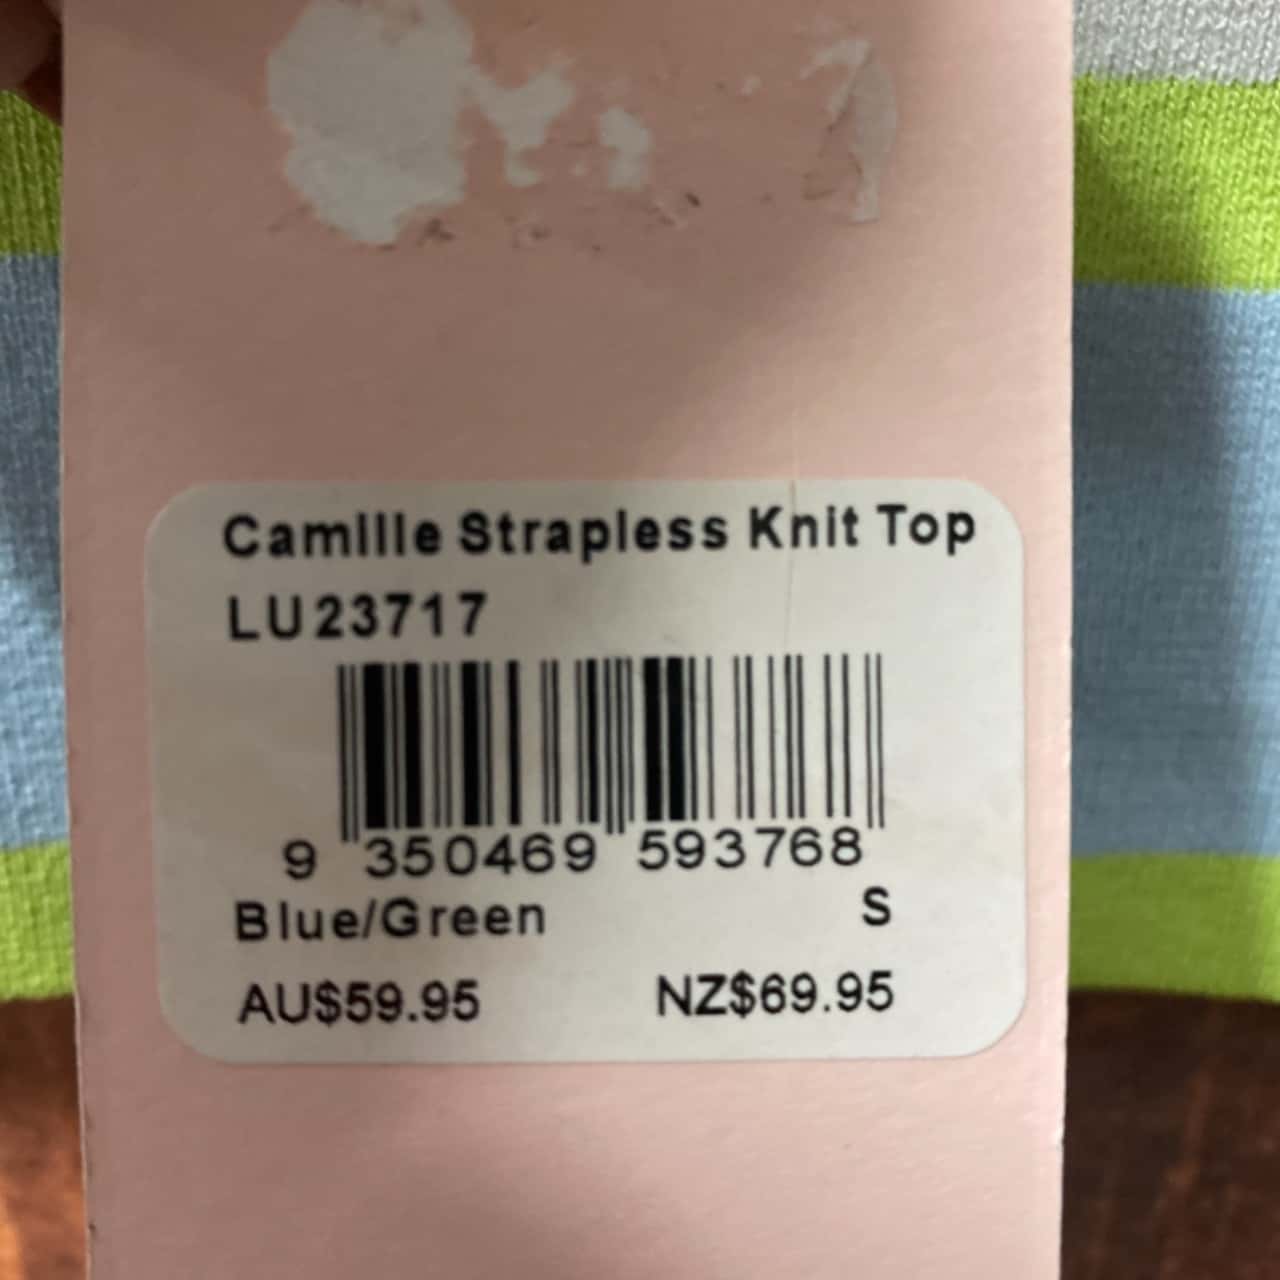 Camille Strapless Knit Top
LU23717
9 350469 593768
Blue/Green S
AU$59.95 NZ$69.95